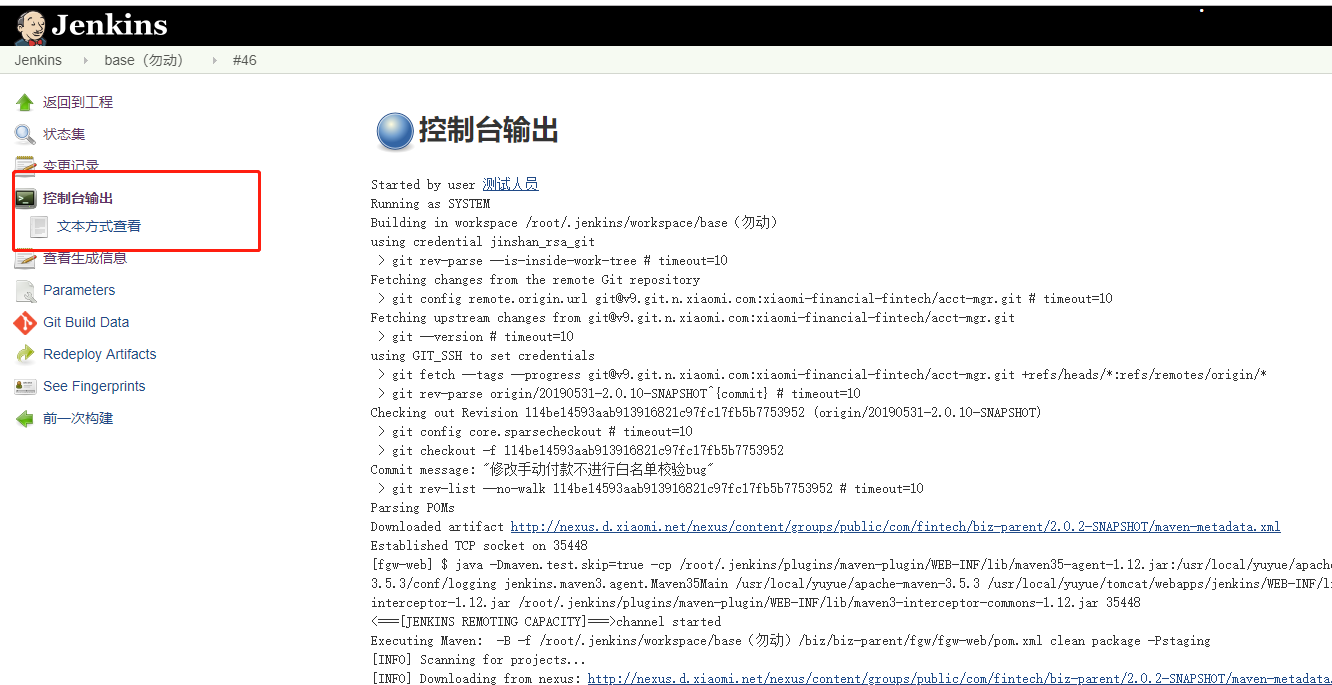 Jenkins
Jenkins
base（勿动）
#46
返回到工程
状态集
变更记录
控制台输出
文本方式查看
查看生成信息
Parameters
Git Build Data
Redeploy Artifacts
See Fingerprints
前一次构建
控制台输出
Started by user 测试人员
Running as SYSTEM
Building in workspace /root/.jenkins/workspace/base（勿动）
using credential jinshan_rsa_git
> git rev-parse --is-inside-work-tree # timeout=10
Fetching changes from the remote Git repository
> git config remote.origin.url git@v9.git.n.xiaomi.com:xiaomi-financial-fintech/acct-mgr.git # timeout=10
Fetching upstream changes from git@v9.git.n.xiaomi.com:xiaomi-financial-fintech/acct-mgr.git
> git --version # timeout=10
using GIT_SSH to set credentials
> git fetch --tags --progress git@v9.git.n.xiaomi.com:xiaomi-financial-fintech/acct-mgr.git +refs/heads/*:refs/remotes/origin/*
> git rev-parse origin/20190531-2.0.10-SNAPSHOT^{commit} # timeout=10
Checking out Revision 114be14593aab913916821c97fc17fb5b7753952 (origin/20190531-2.0.10-SNAPSHOT)
> git config core.sparsecheckout # timeout=10
> git checkout -f 114be14593aab913916821c97fc17fb5b7753952
Commit message: "修改手动付款不进行白名单校验bug"
> git rev-list --no-walk 114be14593aab913916821c97fc17fb5b7753952 # timeout=10
Parsing POMs
Downloaded artifact http://nexus.d.xiaomi.net/nexus/content/groups/public/com/fintech/biz-parent/2.0.2-SNAPSHOT/maven-metadata.xml
Established TCP socket on 35448
[fgw-web] $ java -Dmaven.test.skip=true -cp /root/.jenkins/plugins/maven-plugin/WEB-INF/lib/maven35-agent-1.12.jar:/usr/local/yuyue/apache
3.5.3/conf/logging jenkins.maven3.agent.Maven35Main /usr/local/yuyue/apache-maven-3.5.3 /usr/local/yuyue/tomcat/webapps/jenkins/WEB-INF/li
interceptor-1.12.jar /root/.jenkins/plugins/maven-plugin/WEB-INF/lib/maven3-interceptor-commons-1.12.jar 35448
<===[JENKINS REMOTING CAPACITY]===>channel started
Executing Maven:  -B -f /root/.jenkins/workspace/base（勿动）/biz/biz-parent/fgw/fgw-web/pom.xml clean package -Pstaging
[INFO] Scanning for projects...
[INFO] Downloading from nexus: http://nexus.d.xiaomi.net/nexus/content/groups/public/com/fintech/biz-parent/2.0.2-SNAPSHOT/maven-metadata.